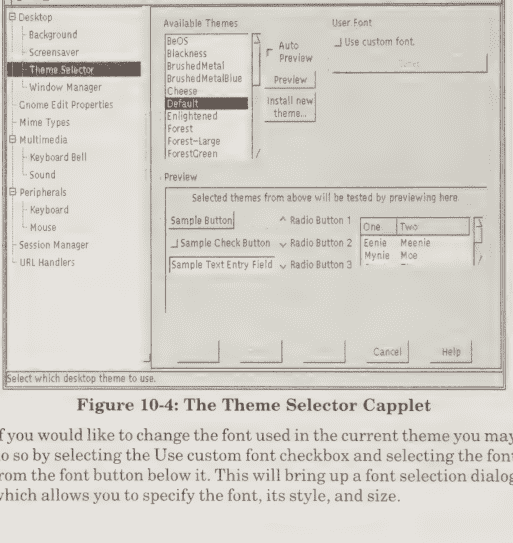 Desktop
Background
Screensaver
Theme Selector
Window Manager
Gnome Edit Properties
Mime Types
Multimedia
Keyboard Bell
Sound
Peripherals
Keyboard
Mouse
Session Manager
URL Handlers
Available Themes
BeOS
Blackness
BrushedMetal
BrushedMetalBlue
Cheese
Default
Enlightened
Forest
Forest-Large
ForestGreen
Auto
Preview
Preview
Install new
theme...
User Font
Use custom font.
Preview
Selected themes from above will be tested by previewing here
Sample Button
Radio Button 1
Sample Check Button
Radio Button 2
Sample Text Entry Field
Radio Button 3
One Two
Eenie Meenie
Mynie Moe
Cancel Help
Select which desktop theme to use.
Figure 10-4: The Theme Selector Capplet
f you would like to change the font used in the current theme you may
o so by selecting the Use custom font checkbox and selecting the font
rom the font button below it. This will bring up a font selection dialog
which allows you to specify the font, its style, and size.